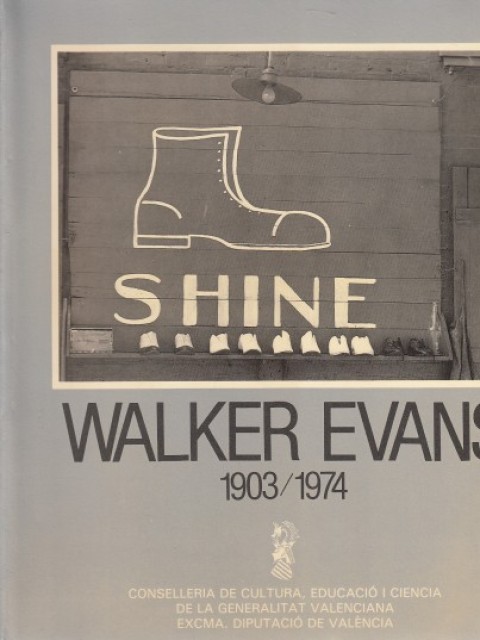 SHINE
WALKER EVANS
1903/1974
CONSELLERIA DE CULTURA, EDUCACIÓ I CIENCIA
DE LA GENERALITAT VALENCIANA
EXCMA. DIPUTACIÓ DE VALÈNCIA